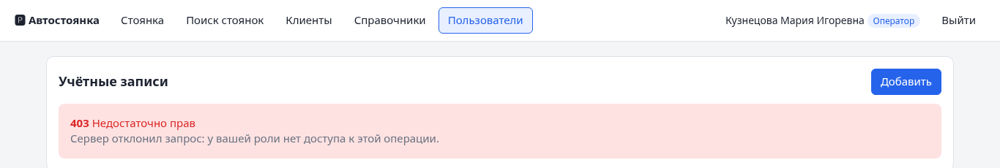 P Автостоянка Стоянка Поиск стоянок Клиенты Справочники Пользователи Кузнецова Мария Игоревна Оператор Выйти
Учётные записи Добавить
403 Недостаточно прав
Сервер отклонил запрос: у вашей роли нет доступа к этой операции.